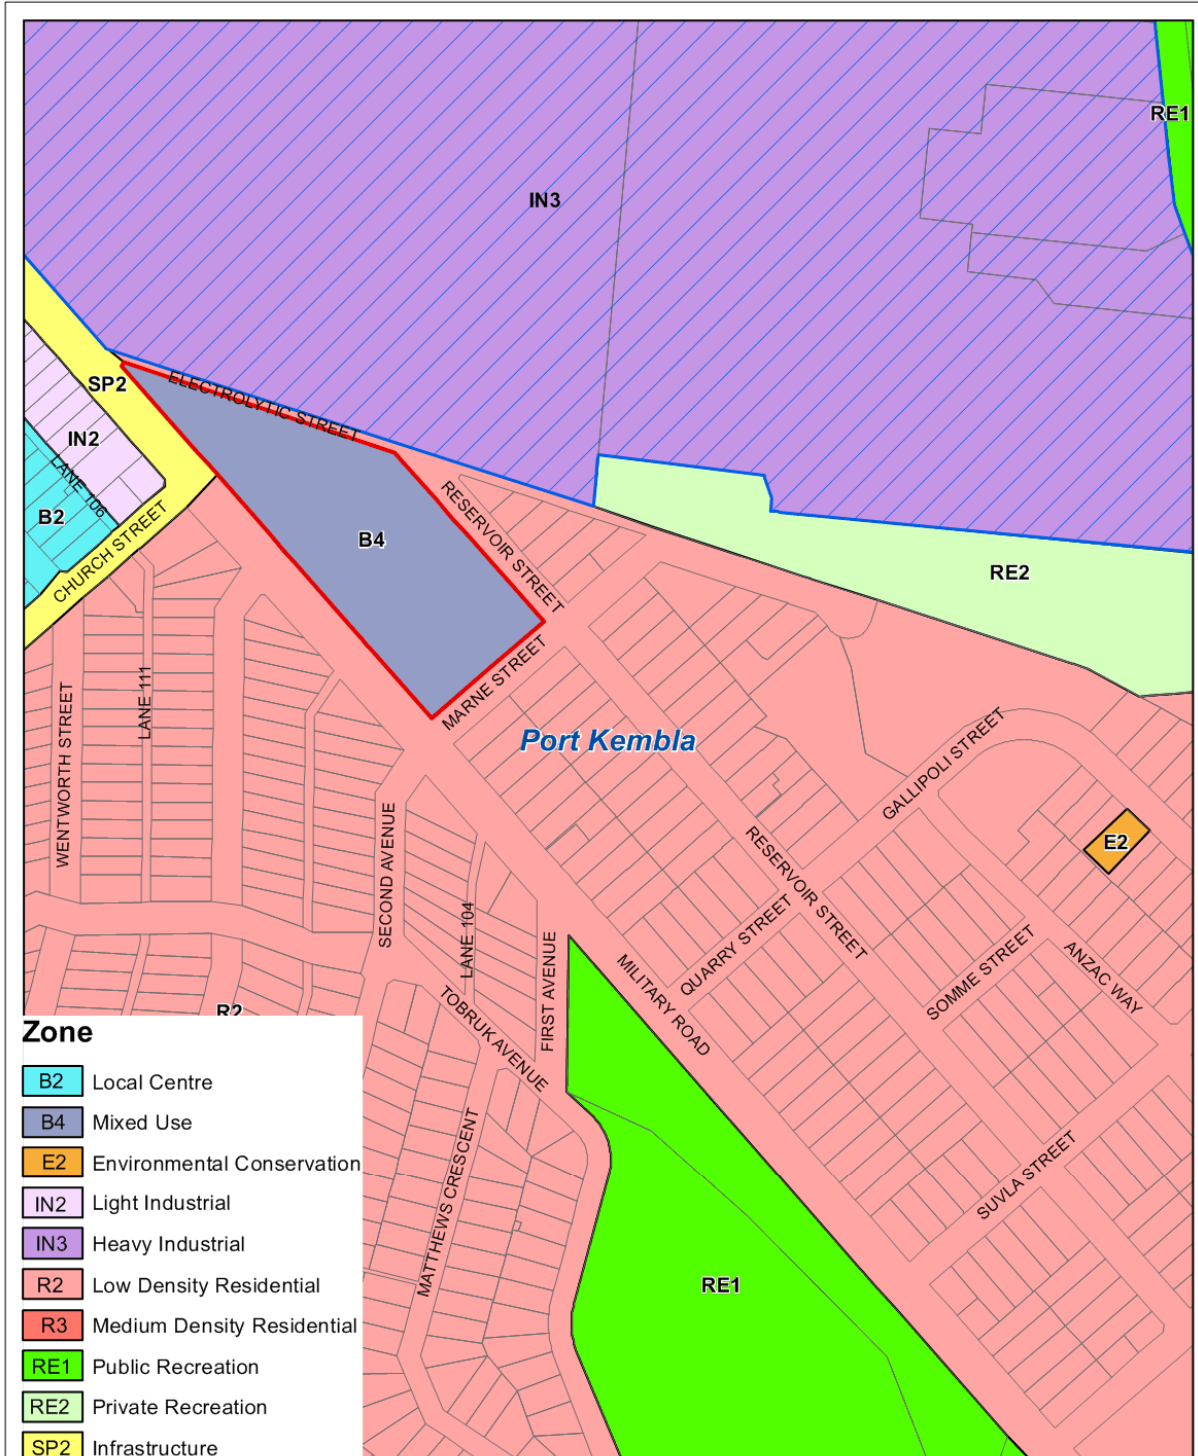 RE1
IN3
SP2
ELECTROLYTIC STREET
IN2
LANE 106
B2
RESERVOIR STREET
B4
CHURCH STREET
RE2
MARNE STREET
LANE 111
WENTWORTH STREET
Port Kembla
GALLIPOLI STREET
SECOND AVENUE
RESERVOIR STREET
E2
LANE 104
QUARRY STREET
FIRST AVENUE
MILITARY ROAD
SOMME STREET
ANZAC WAY
TOBRUK AVENUE
R2
MATTHEWS CRESCENT
SUVLA STREET
RE1
Zone
B2 Local Centre
B4 Mixed Use
E2 Environmental Conservation
IN2 Light Industrial
IN3 Heavy Industrial
R2 Low Density Residential
R3 Medium Density Residential
RE1 Public Recreation
RE2 Private Recreation
SP2 Infrastructure